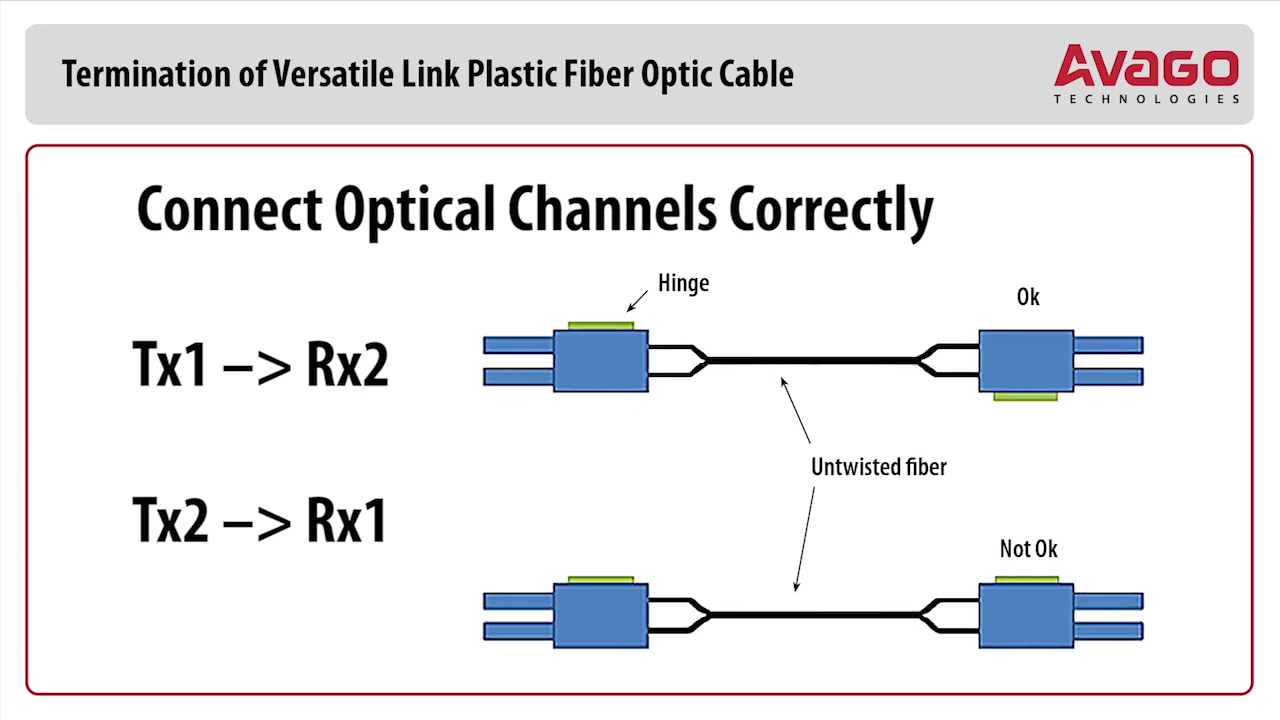 Termination of Versatile Link Plastic Fiber Optic Cable
AVAGO
TECHNOLOGIES
Connect Optical Channels Correctly
Hinge
Ok
Tx1 –> Rx2
Untwisted fiber
Tx2 –> Rx1
Not Ok